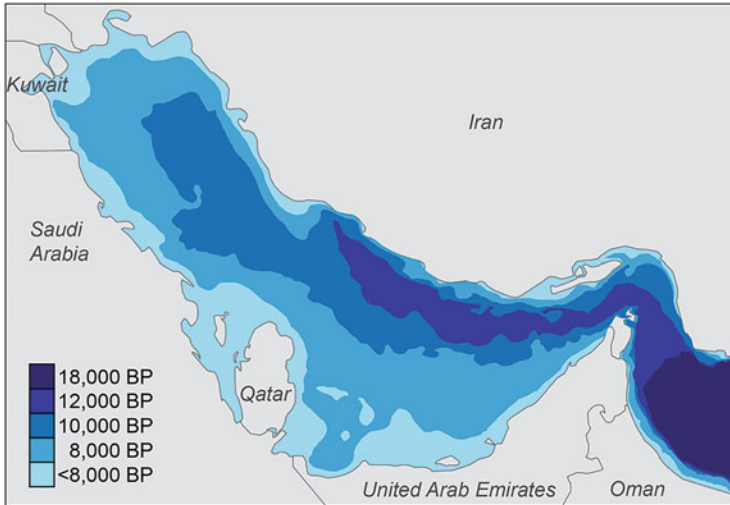 Kuwait
Iran
Saudi
Arabia
Qatar
18,000 BP
12,000 BP
10,000 BP
8,000 BP
<8,000 BP
United Arab Emirates
Oman